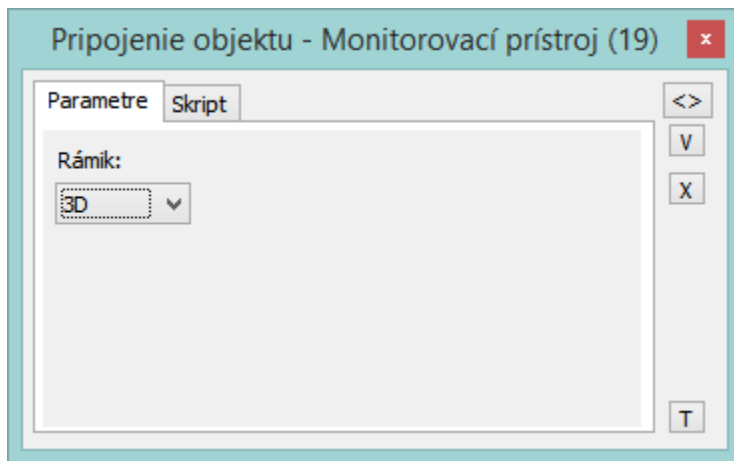 Pripojenie objektu - Monitorovací prístroj (19) x
Parametre Skript <>
V
Rámik:
X
3D
T